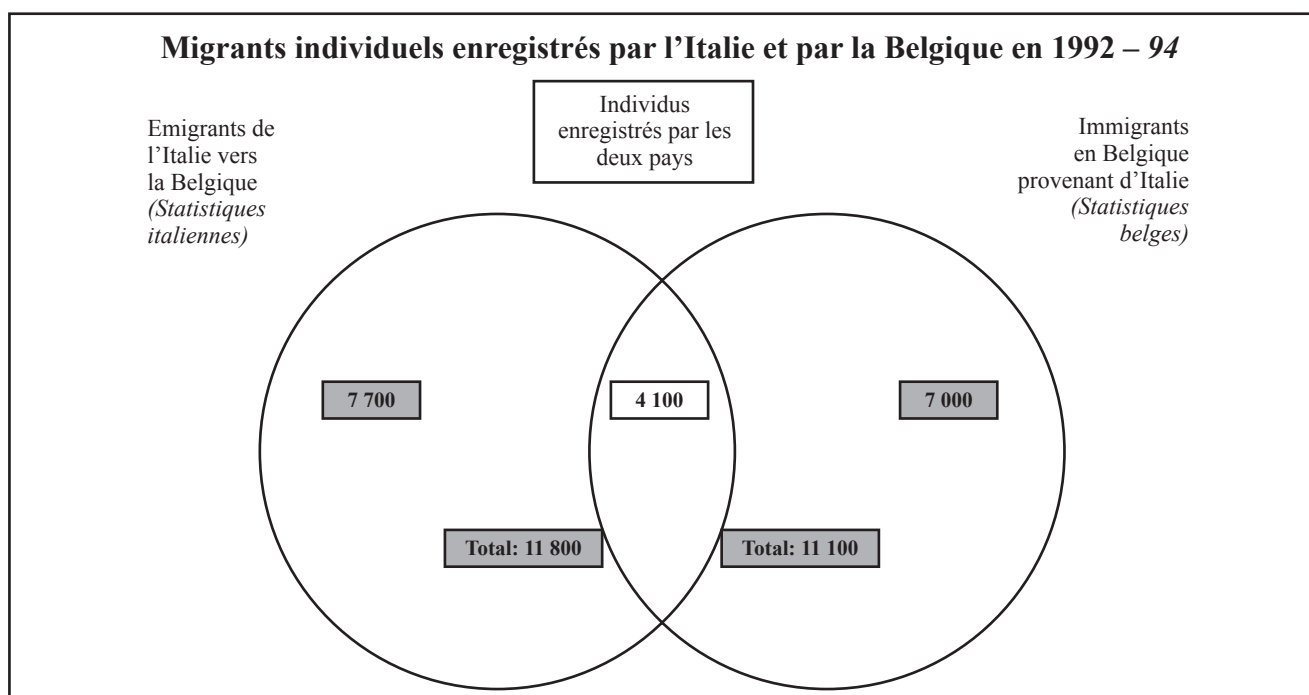 Migrants individuels enregistrés par l’Italie et par la Belgique en 1992 – 94
Individus
enregistrés par les
deux pays
Emigrants de
l’Italie vers
la Belgique
(Statistiques
italiennes)
Immigrants
en Belgique
provenant d’Italie
(Statistiques
belges)
7 700
4 100
7 000
Total: 11 800
Total: 11 100